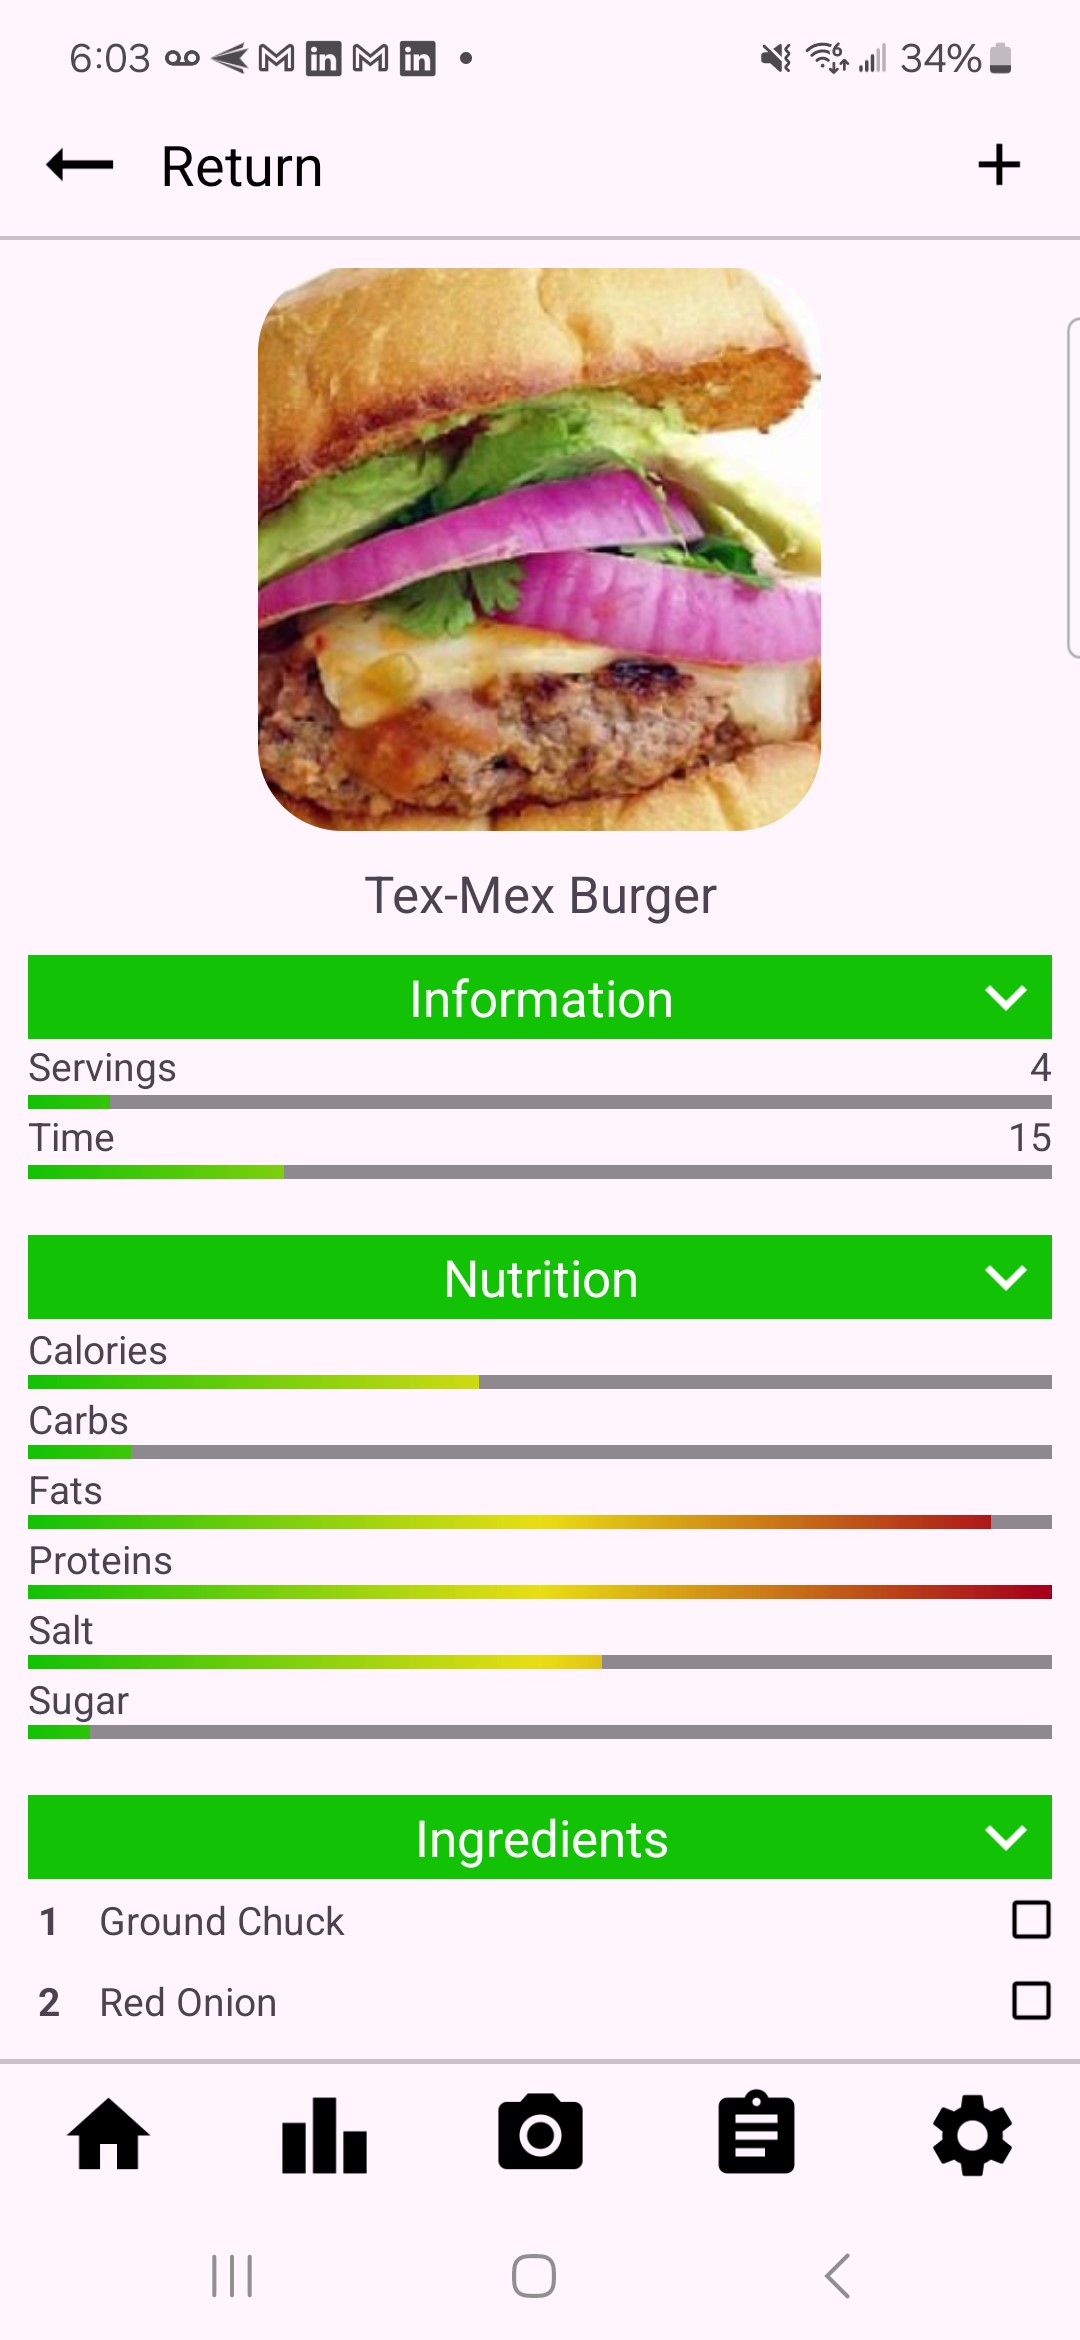 6:03 34%
Return
Tex-Mex Burger
Information
Servings 4
Time 15
Nutrition
Calories
Carbs
Fats
Proteins
Salt
Sugar
Ingredients
1 Ground Chuck
2 Red Onion